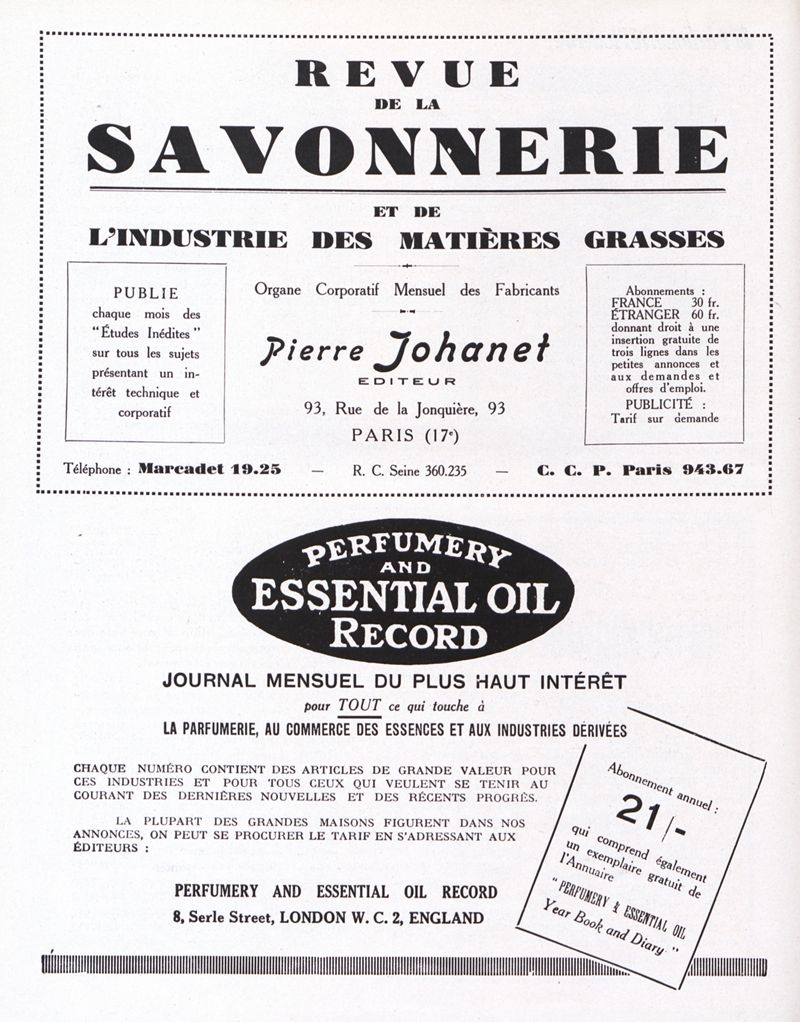 REVUE
DE LA
SAVONNERIE
ET DE
L'INDUSTRIE DES MATIÈRES GRASSES
PUBLIE
chaque mois des
"Études Inédites"
sur tous les sujets
présentant un in-
térêt technique et
corporatif
Organe Corporatif Mensuel des Fabricants
Pierre Johanet
EDITEUR
93, Rue de la Jonquière, 93
PARIS (17e)
Abonnements :
FRANCE 30 fr.
ÉTRANGER 60 fr.
donnant droit à une
insertion gratuite de
trois lignes dans les
petites annonces et
aux demandes et
offres d'emploi.
PUBLICITÉ :
Tarif sur demande
Téléphone : Marcadet 19.25 — R. C. Seine 360.235 — C. C. P. Paris 943.67
PERFUMERY
AND
ESSENTIAL OIL
RECORD
JOURNAL MENSUEL DU PLUS HAUT INTÉRÊT
pour TOUT ce qui touche à
LA PARFUMERIE, AU COMMERCE DES ESSENCES ET AUX INDUSTRIES DÉRIVÉES
CHAQUE NUMÉRO CONTIENT DES ARTICLES DE GRANDE VALEUR POUR
CES INDUSTRIES ET POUR TOUS CEUX QUI VEULENT SE TENIR AU
COURANT DES DERNIÈRES NOUVELLES ET DES RÉCENTS PROGRÈS.
LA PLUPART DES GRANDES MAISONS FIGURENT DANS NOS
ANNONCES, ON PEUT SE PROCURER LE TARIF EN S'ADRESSANT AUX
ÉDITEURS :
PERFUMERY AND ESSENTIAL OIL RECORD
8, Serle Street, LONDON W. C. 2, ENGLAND
Abonnement annuel :
21/-
qui comprend également
un exemplaire gratuit de
l'Annuaire
"PERFUMERY & ESSENTIAL OIL
Year Book and Diary"